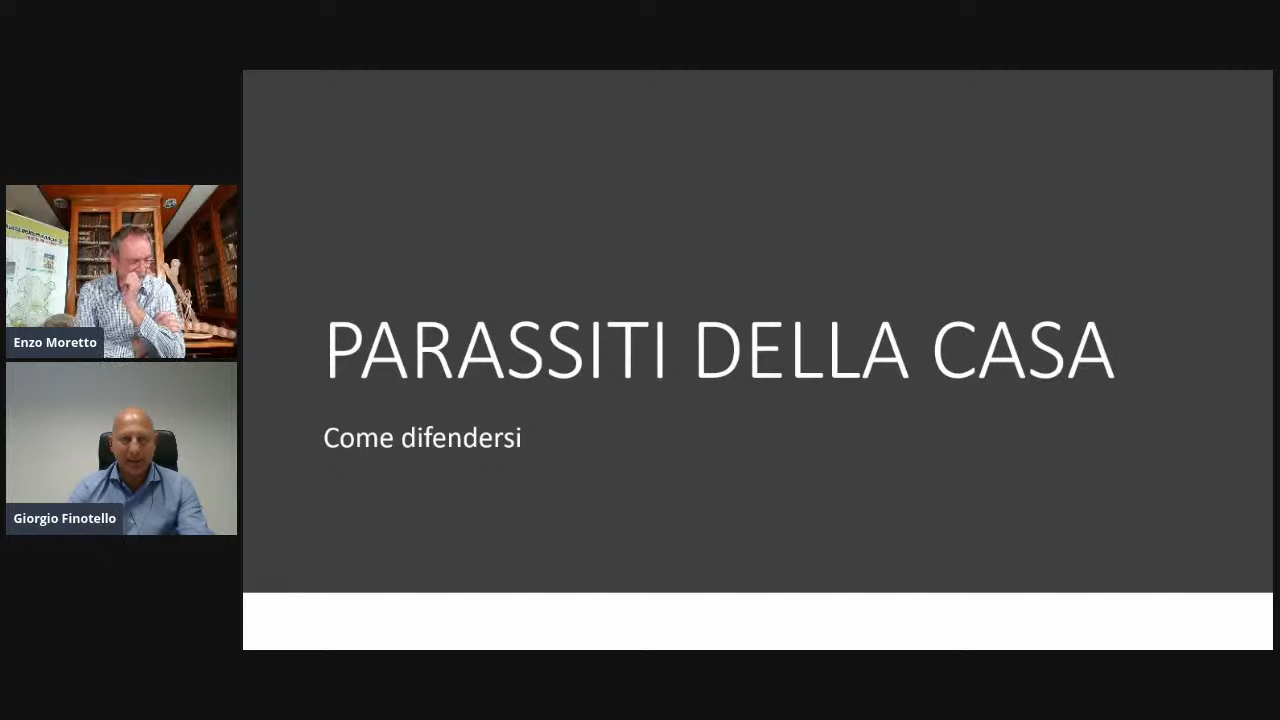 Enzo Moretto
Giorgio Finotello
PARASSITI DELLA CASA
Come difendersi